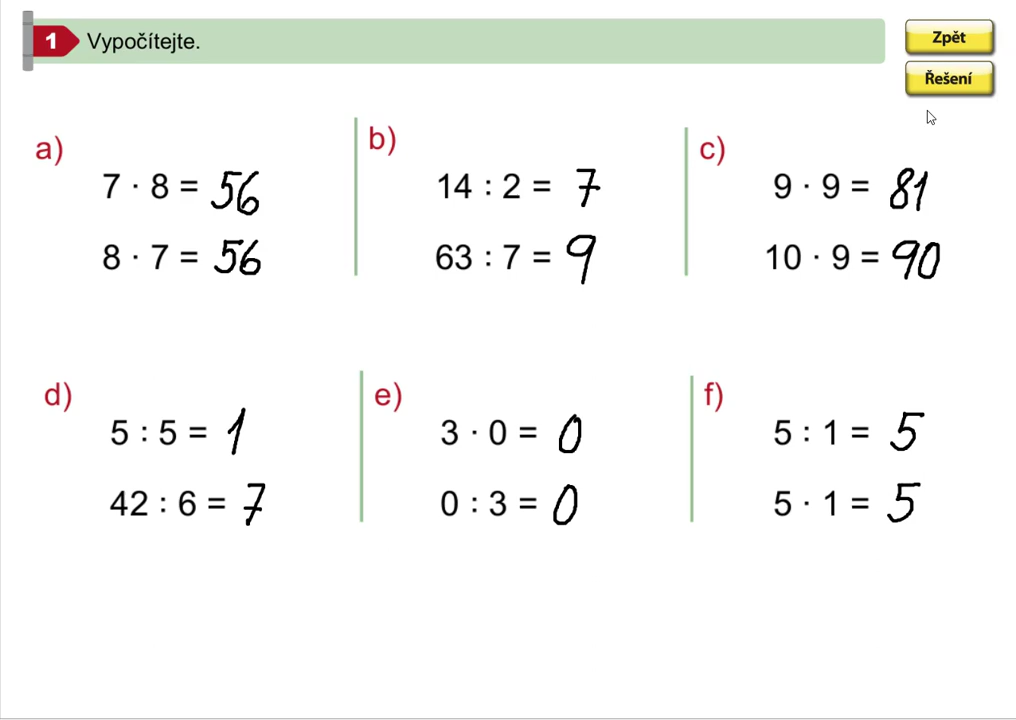 1 Vypočítejte.
Zpět
Řešení
a)
7 · 8 = 56
8 · 7 = 56
b)
14 : 2 = 7
63 : 7 = 9
c)
9 · 9 = 81
10 · 9 = 90
d)
5 : 5 = 1
42 : 6 = 7
e)
3 · 0 = 0
0 : 3 = 0
f)
5 : 1 = 5
5 · 1 = 5